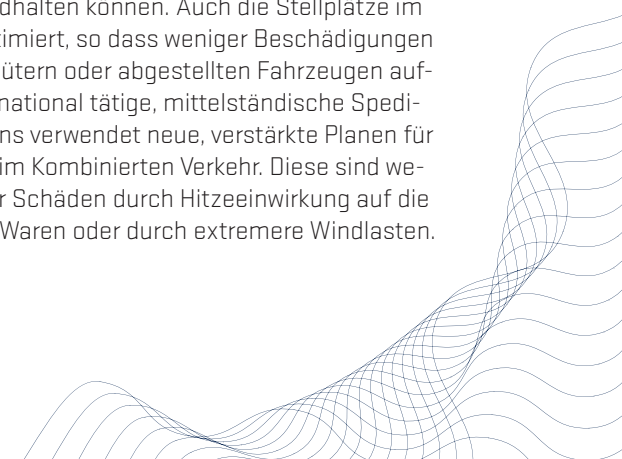 dhalten können. Auch die Stellplätze im
timiert, so dass weniger Beschädigungen
ütern oder abgestellten Fahrzeugen auf-
national tätige, mittelständische Spedi-
ns verwendet neue, verstärkte Planen für
im Kombinierten Verkehr. Diese sind we-
r Schäden durch Hitzeeinwirkung auf die
Waren oder durch extremere Windlasten.